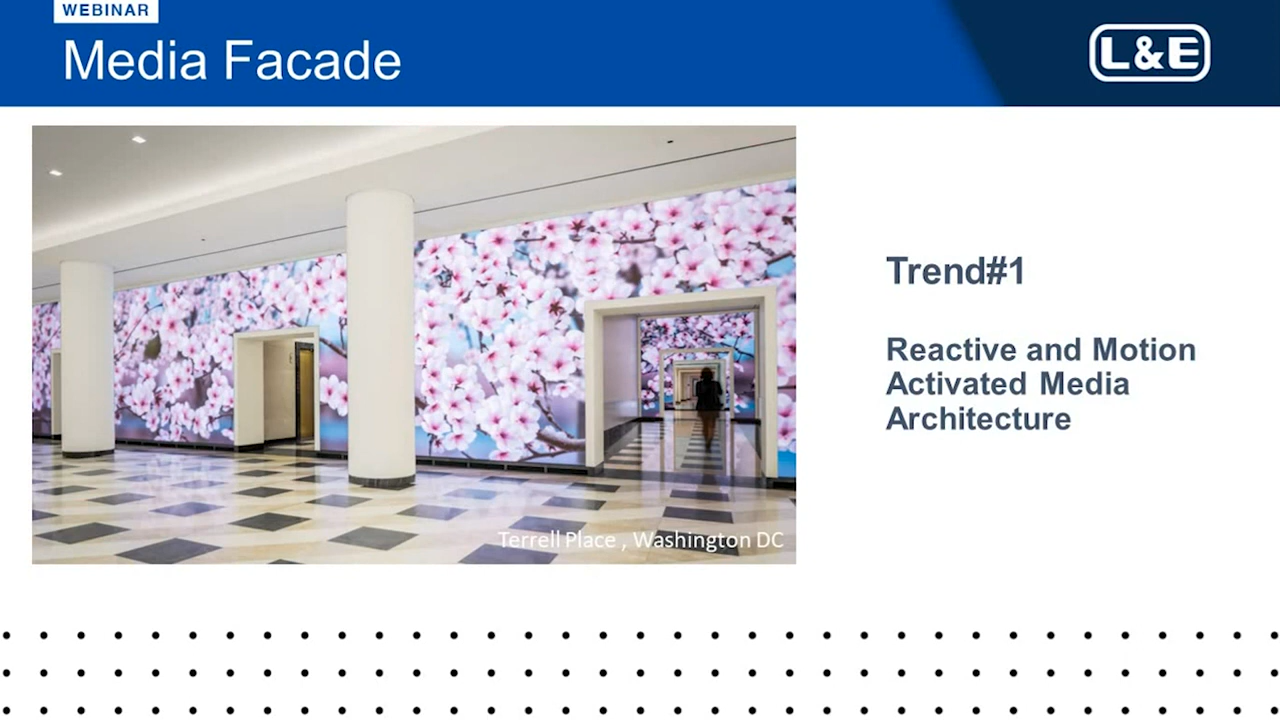 WEBINAR
Media Facade
L&E
Trend#1
Reactive and Motion
Activated Media
Architecture
Terrell Place , Washington DC